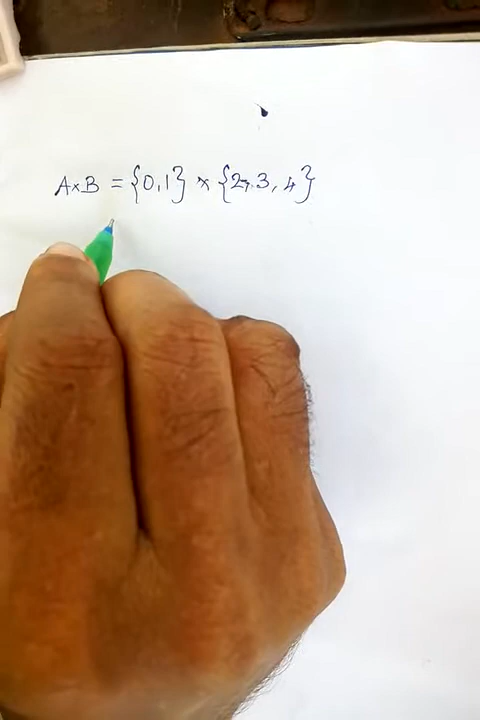 A×B = {0,1} × {2,3,4}